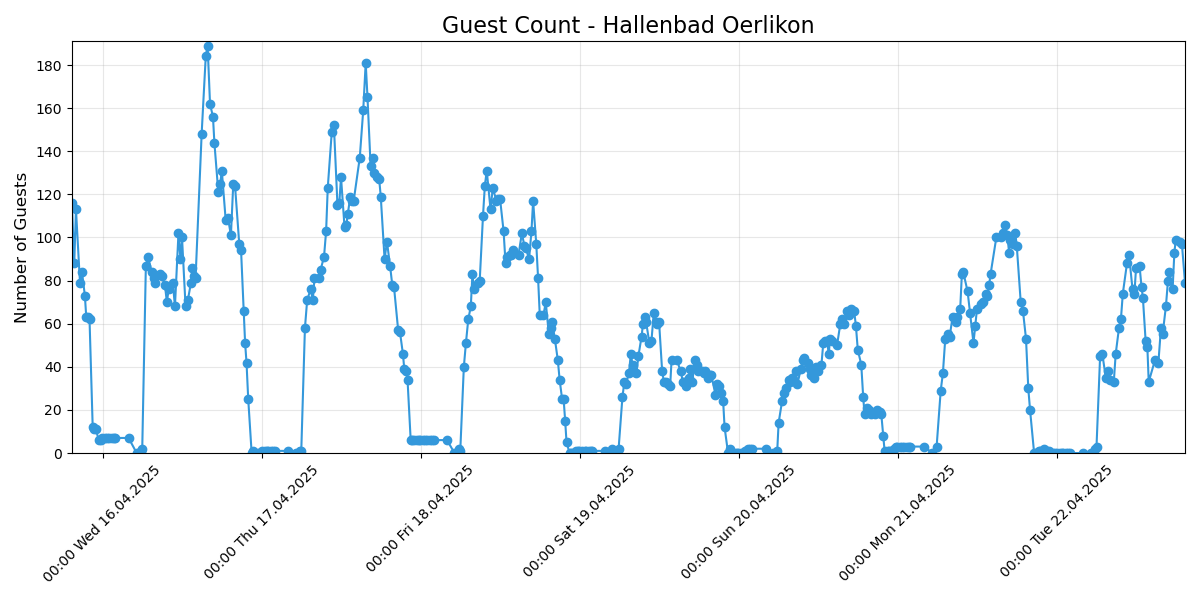 Guest Count - Hallenbad Oerlikon
Number of Guests
180
160
140
120
100
80
60
40
20
0
00:00 Wed 16.04.2025
00:00 Thu 17.04.2025
00:00 Fri 18.04.2025
00:00 Sat 19.04.2025
00:00 Sun 20.04.2025
00:00 Mon 21.04.2025
00:00 Tue 22.04.2025